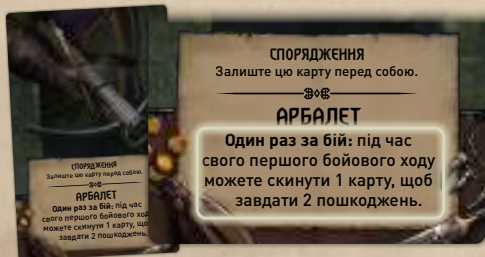 СПОРЯДЖЕННЯ
Залиште цю карту перед собою.
АРБАЛЕТ
Один раз за бій: під час
свого першого бойового ходу
можете скинути 1 карту, щоб
завдати 2 пошкоджень.
СПОРЯДЖЕННЯ
Залиште цю карту перед собою.
АРБАЛЕТ
Один раз за бій: під час
свого першого бойового ходу
можете скинути 1 карту, щоб
завдати 2 пошкоджень.